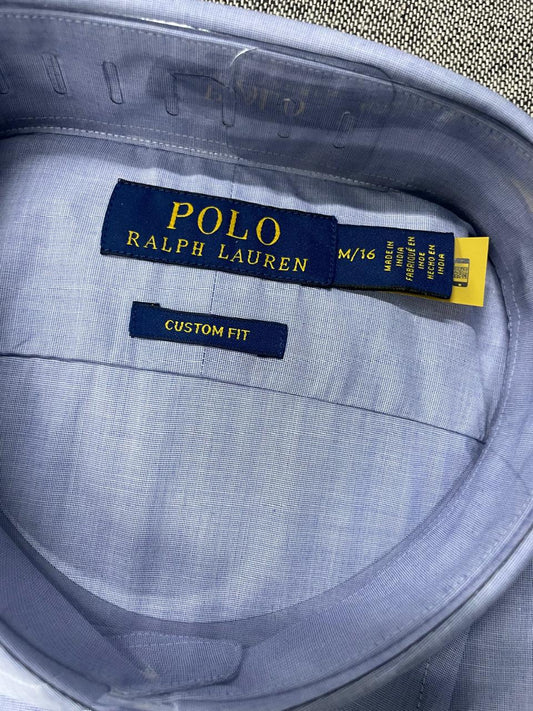 POLO
RALPH LAUREN
M/16
MADE IN
INDIA
FABRIQUÉ EN
INDE
HECHO EN
INDIA
CUSTOM FIT